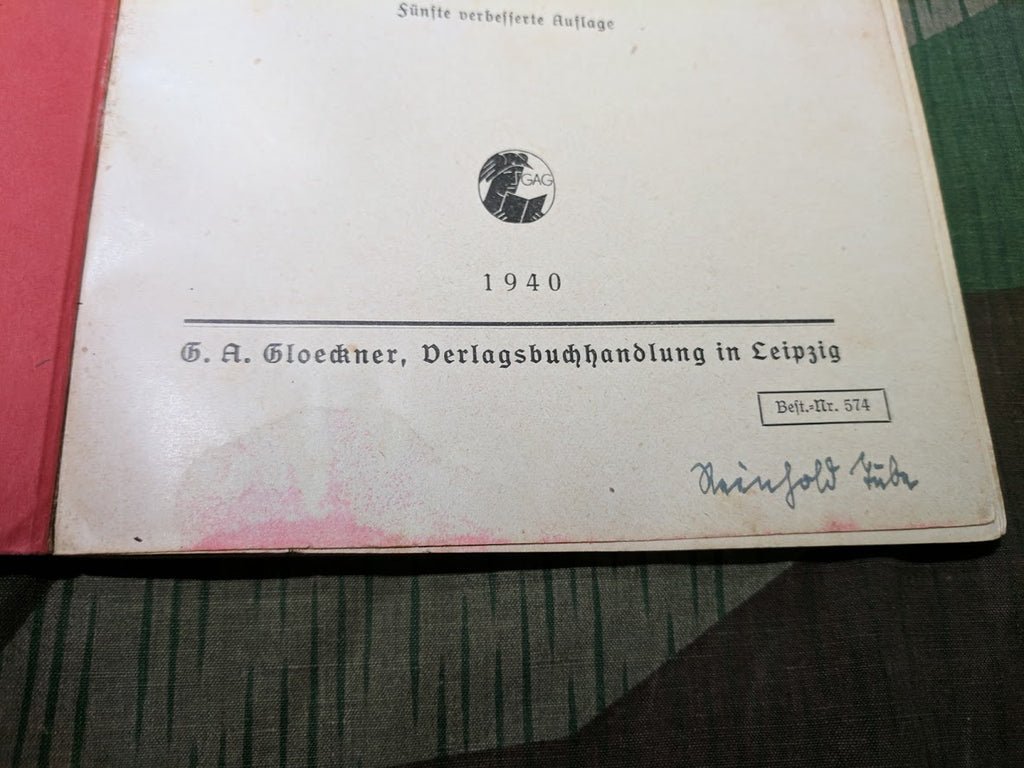 Fünfte verbesserte Auflage
GAG
1940
G. A. Gloeckner, Verlagsbuchhandlung in Leipzig
Best.-Nr. 574
Reinhold